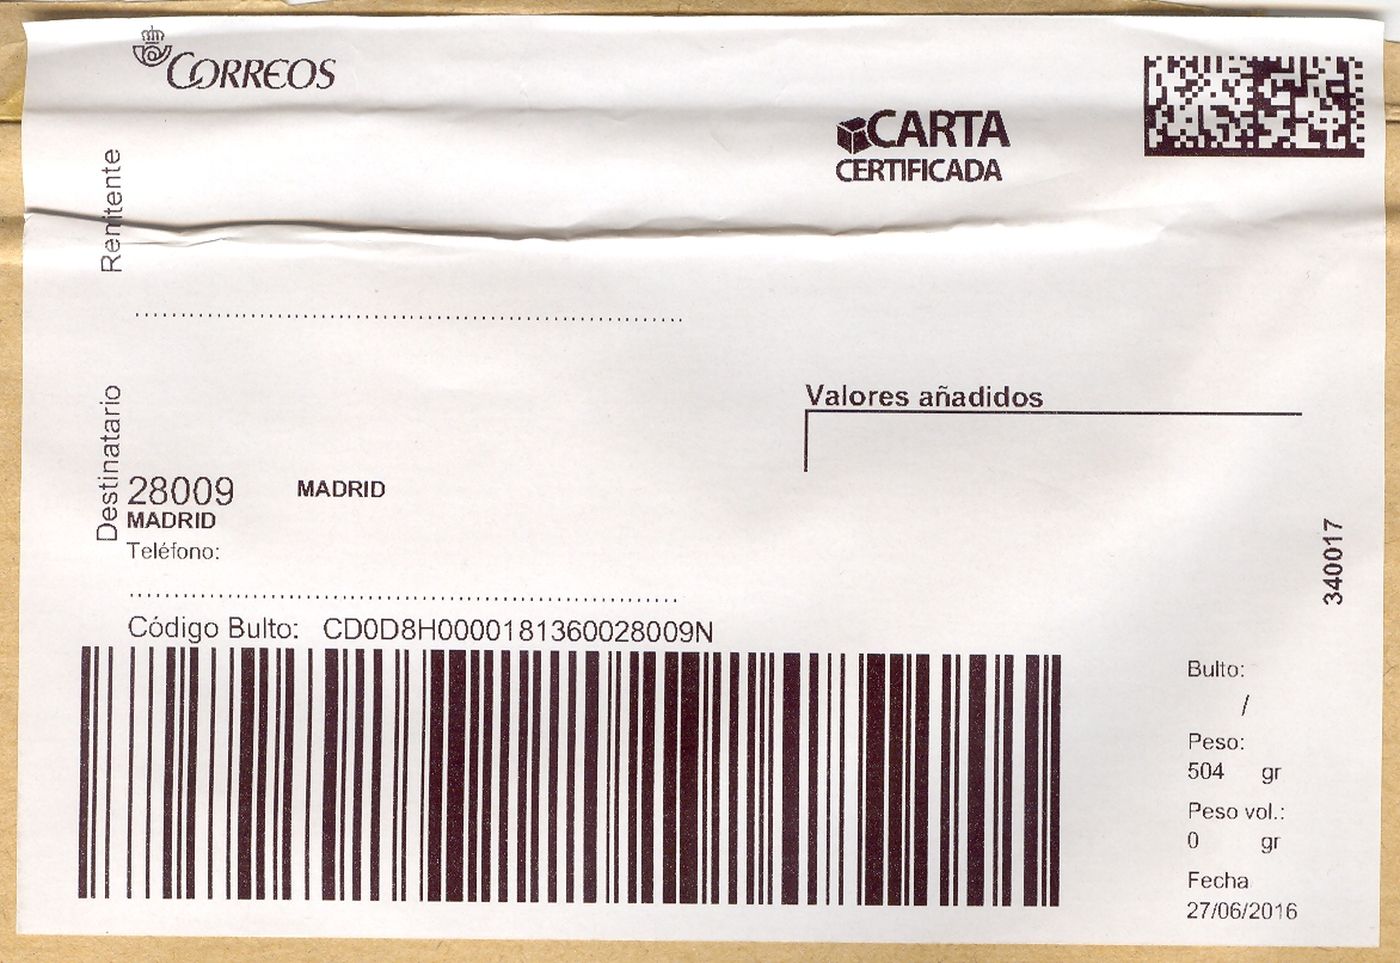 CORREOS
CARTA
CERTIFICADA
Remitente
Valores añadidos
Destinatario
28009 MADRID
MADRID
Teléfono:
340017
Código Bulto: CD0D8H0000181360028009N
Bulto:
/
Peso:
504 gr
Peso vol.:
0 gr
Fecha
27/06/2016